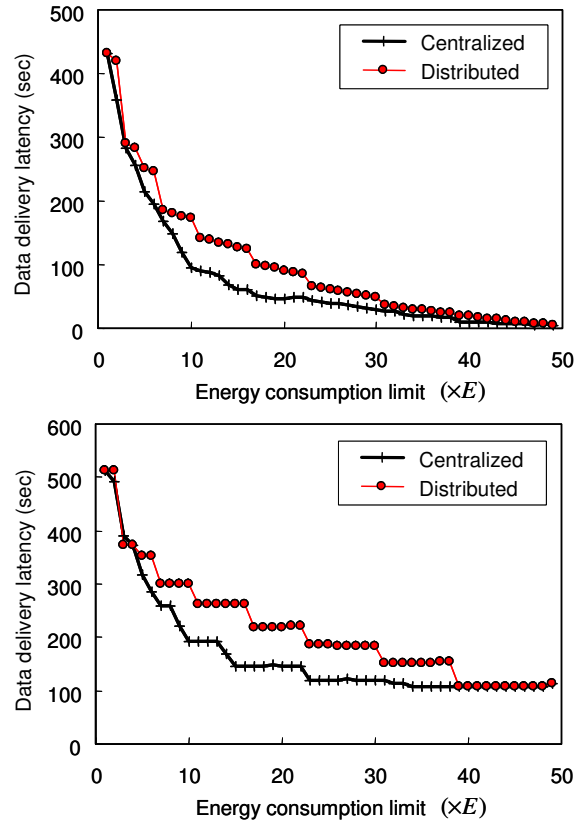 500
400
300
200
100
0
Data delivery latency (sec)
Centralized
Distributed
0 10 20 30 40 50
Energy consumption limit (×E)
600
500
400
300
200
100
0
Data delivery latency (sec)
Centralized
Distributed
0 10 20 30 40 50
Energy consumption limit (×E)